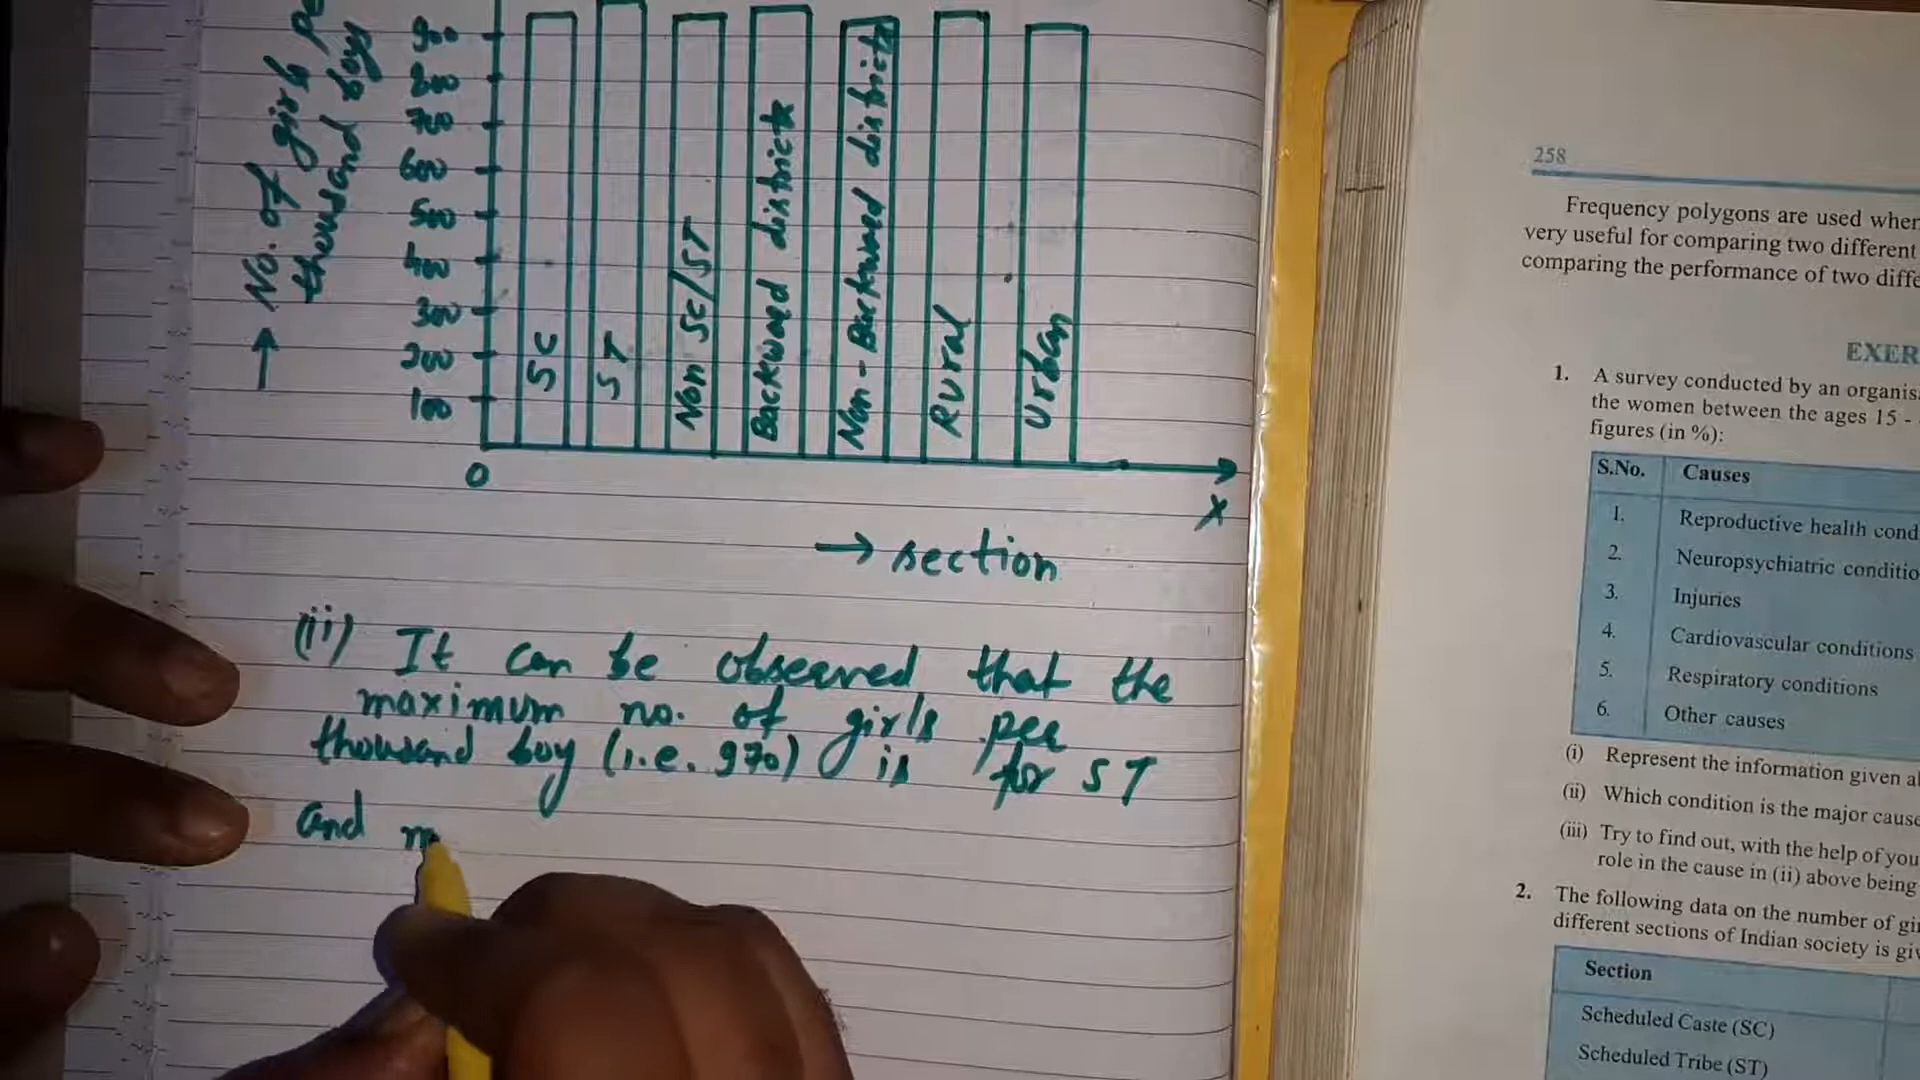 → No. of girls pe
thousand boys
900
800
700
600
500
400
300
200
100
0
SC
ST
Non SC/ST
Backward districts
Non-Backward districts
Rural
Urban
X
→ section
(ii) It can be observed that the
maximum no. of girls per
thousand boy (i.e. 970) is for ST
and m
258
Frequency polygons are used when
very useful for comparing two different
comparing the performance of two diffe
EXER
1. A survey conducted by an organis
the women between the ages 15 -
figures (in %):
S.No. Causes
1. Reproductive health cond
2. Neuropsychiatric conditio
3. Injuries
4. Cardiovascular conditions
5. Respiratory conditions
6. Other causes
(i) Represent the information given a
(ii) Which condition is the major cause
(iii) Try to find out, with the help of you
role in the cause in (ii) above being
2. The following data on the number of gi
different sections of Indian society is giv
Section
Scheduled Caste (SC)
Scheduled Tribe (ST)